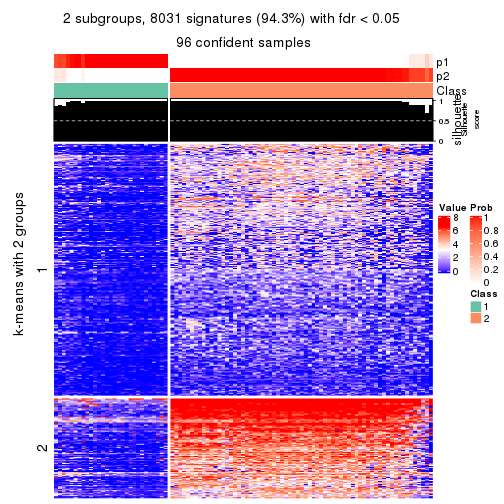 2 subgroups, 8031 signatures (94.3%) with fdr < 0.05
96 confident samples
p1
p2
Class
1
0.5
0
silhouette
Silhouette
score
k-means with 2 groups
1
2
Value
8
6
4
2
0
Prob
1
0.8
0.6
0.4
0.2
0
Class
1
2